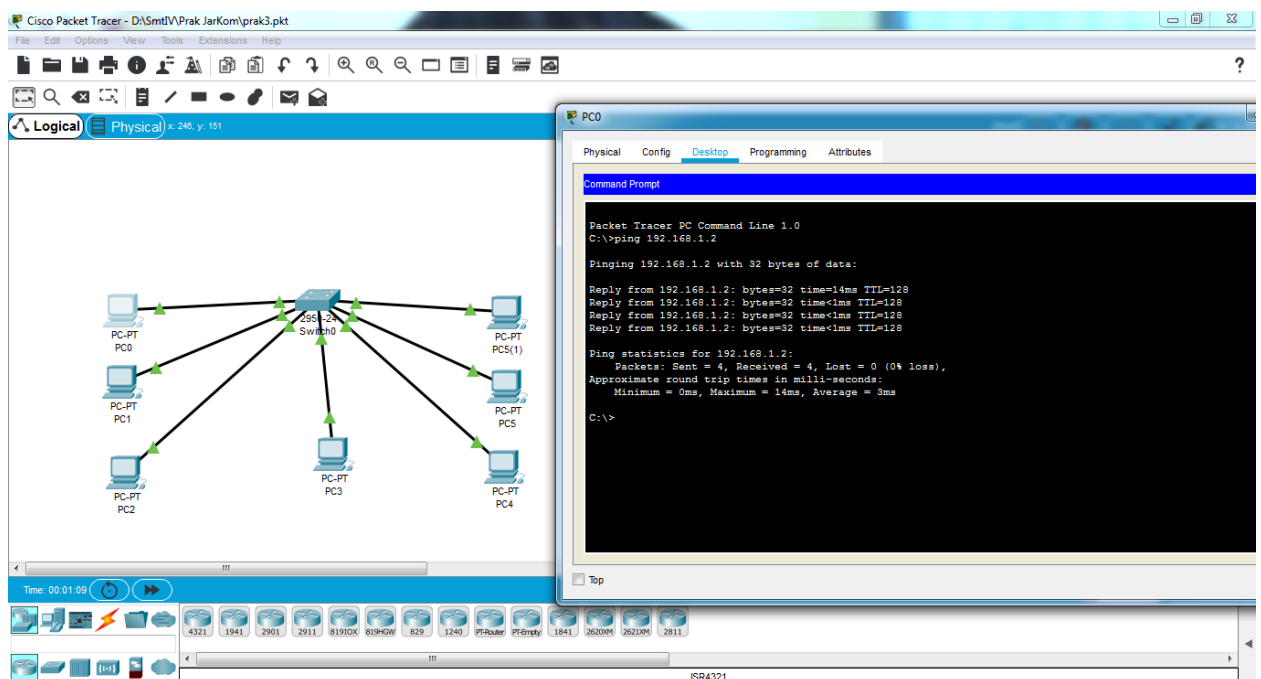 Cisco Packet Tracer - D:\SmtIV\Prak JarKom\prak3.pkt
File Edit Options View Tools Extensions Help
?
Logical Physical x: 246, y: 151
PC0
Physical Config Desktop Programming Attributes
Command Prompt
Packet Tracer PC Command Line 1.0
C:\>ping 192.168.1.2
Pinging 192.168.1.2 with 32 bytes of data:
Reply from 192.168.1.2: bytes=32 time=14ms TTL=128
Reply from 192.168.1.2: bytes=32 time<1ms TTL=128
Reply from 192.168.1.2: bytes=32 time<1ms TTL=128
Reply from 192.168.1.2: bytes=32 time<1ms TTL=128
Ping statistics for 192.168.1.2:
Packets: Sent = 4, Received = 4, Lost = 0 (0% loss),
Approximate round trip times in milli-seconds:
Minimum = 0ms, Maximum = 14ms, Average = 3ms
C:\>
Top
Switch0
PC-PT
PC0
PC-PT
PC5(1)
PC-PT
PC1
PC-PT
PC5
PC-PT
PC2
PC-PT
PC3
PC-PT
PC4
Time: 00:01:09
4321 1941 2901 2911 819IOX 819HGW 829 1240 PT-Router PT-Empty 1841 2620XM 2621XM 2811
ISR4321